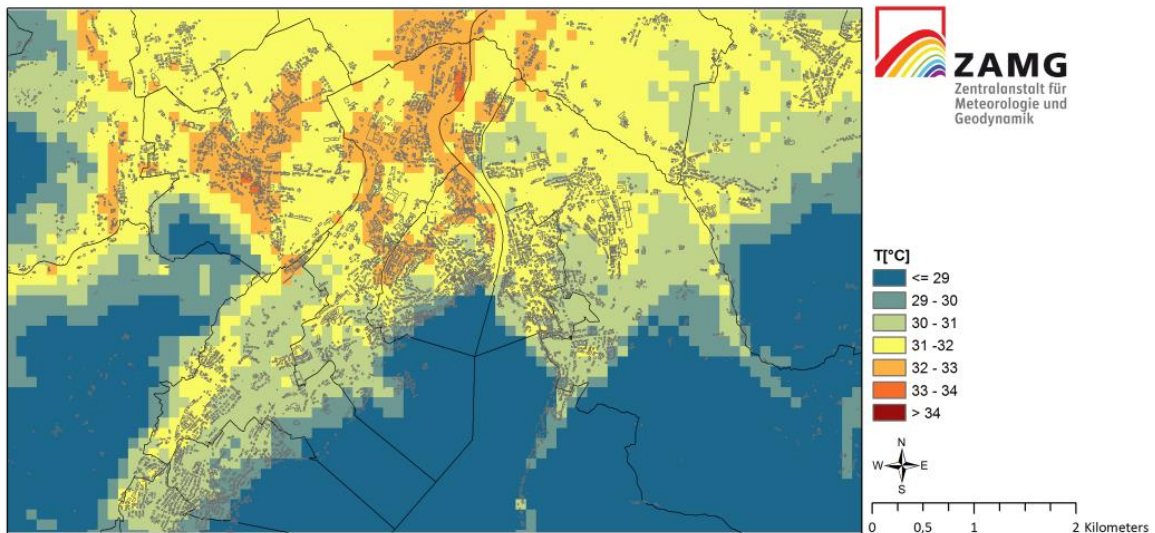 ZAMG
Zentralanstalt für
Meteorologie und
Geodynamik
T[°C]
<= 29
29 - 30
30 - 31
31 -32
32 - 33
33 - 34
> 34
N
W E
S
0 0,5 1 2 Kilometers